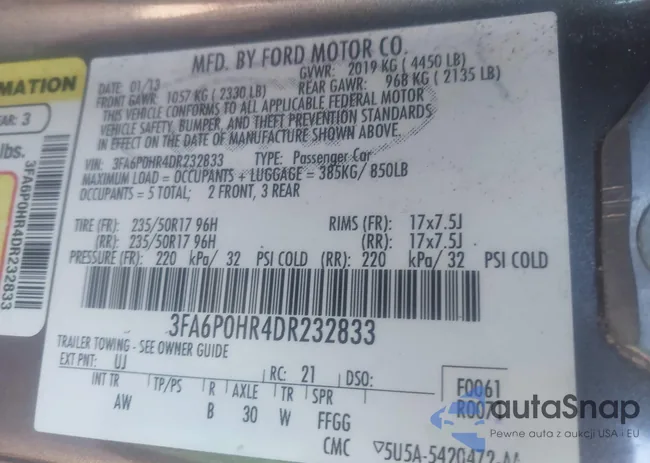 MFD. BY FORD MOTOR CO.
DATE: 01/13 GVWR: 2019 KG ( 4450 LB)
FRONT GAWR: 1057 KG ( 2330 LB) REAR GAWR: 968 KG ( 2135 LB)
THIS VEHICLE CONFORMS TO ALL APPLICABLE FEDERAL MOTOR
VEHICLE SAFETY, BUMPER, AND THEFT PREVENTION STANDARDS
IN EFFECT ON THE DATE OF MANUFACTURE SHOWN ABOVE.
VIN: 3FA6P0HR4DR232833 TYPE: Passenger Car
MAXIMUM LOAD = OCCUPANTS + LUGGAGE = 385KG/ 850LB
OCCUPANTS = 5 TOTAL; 2 FRONT, 3 REAR
TIRE (FR): 235/50R17 96H RIMS (FR): 17x7.5J
(RR): 235/50R17 96H (RR): 17x7.5J
PRESSURE (FR): 220 kPa/ 32 PSI COLD (RR): 220 kPa/ 32 PSI COLD
3FA6P0HR4DR232833
TRAILER TOWING - SEE OWNER GUIDE
EXT PNT: UJ RC: 21 DSO:
INT TR TP/PS R AXLE TR SPR
AW B 30 W FFGG
F0061
CMC ▽5U5A-5420472-AA
MATION
EAR: 3
lbs.
3FA6P0HR4DR232833
autaSnap
Pewne auta z aukcji USA i EU